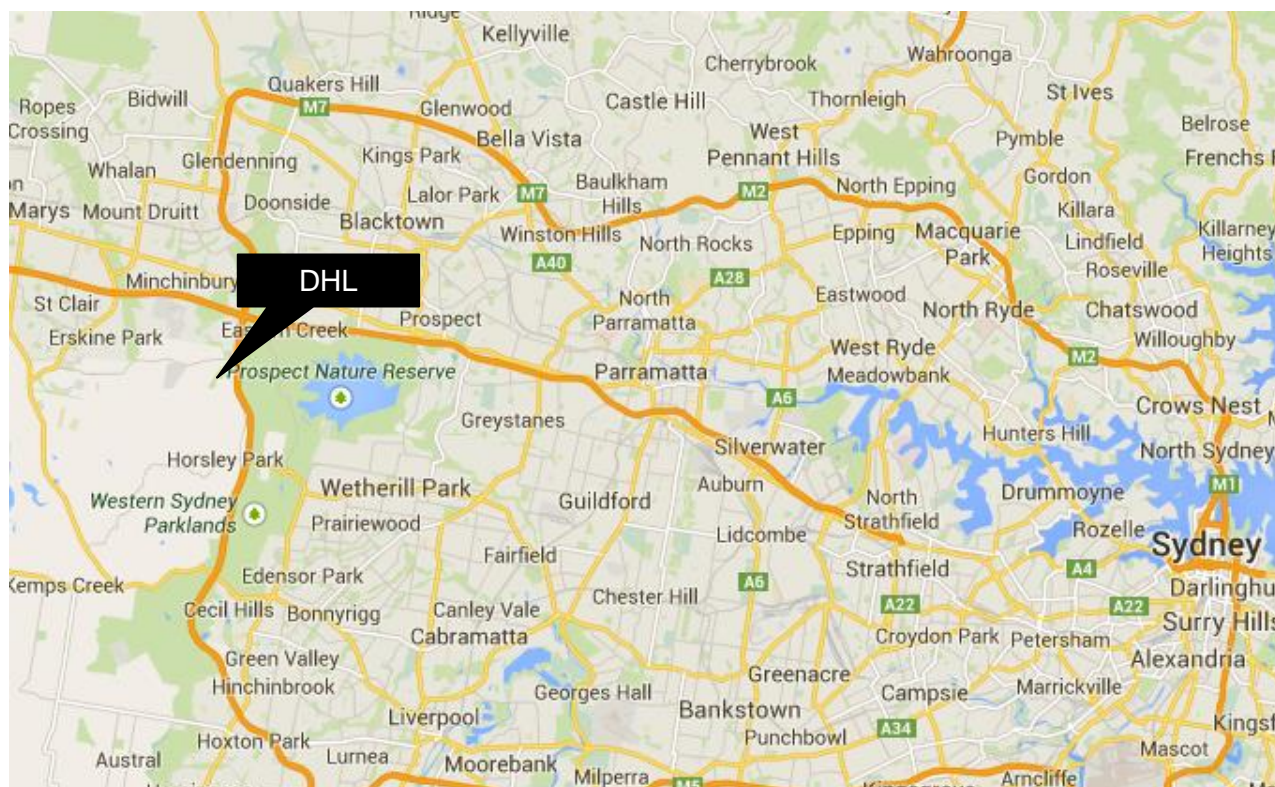 Ridge
Kellyville
Wahroonga
Cherrybrook
Quakers Hill
St Ives
Thornleigh
Bidwill
Castle Hill
Ropes
Crossing
Glenwood
M7
Belrose
West
Pennant Hills
Pymble
Bella Vista
Kings Park
Glendenning
Whalan
Frenchs
Gordon
Baulkham
Hills
North Epping
M2
M7
Lalor Park
Doonside
Marys
Mount Druitt
Killara
Blacktown
Killarney
Heights
Winston Hills
North Rocks
Epping
Macquarie
Park
Lindfield
A40
Roseville
A28
Minchinbury
DHL
Eastwood
St Clair
North
Parramatta
North Ryde
Chatswood
Prospect
Eastern Creek
Erskine Park
Willoughby
West Ryde
M2
Prospect Nature Reserve
Parramatta
Meadowbank
A6
Crows Nest
Greystanes
Hunters Hill
Silverwater
North Sydney
Horsley Park
Auburn
M1
Wetherill Park
Drummoyne
Western Sydney
Parklands
Guildford
North
Strathfield
Prairiewood
Rozelle
Lidcombe
Sydney
Fairfield
Strathfield
A4
Edensor Park
A6
Kemps Creek
Darlinghu
Chester Hill
A22
A22
Cecil Hills
Bonnyrigg
Canley Vale
Surry Hills
Cabramatta
Croydon Park
Petersham
Green Valley
Alexandria
Greenacre
Hinchinbrook
Georges Hall
Campsie
Marrickville
Bankstown
Liverpool
Kingsf
A34
Punchbowl
Hoxton Park
Mascot
Austral
Lurnea
Moorebank
Milperra
Arncliffe
M5
Kingsgrove